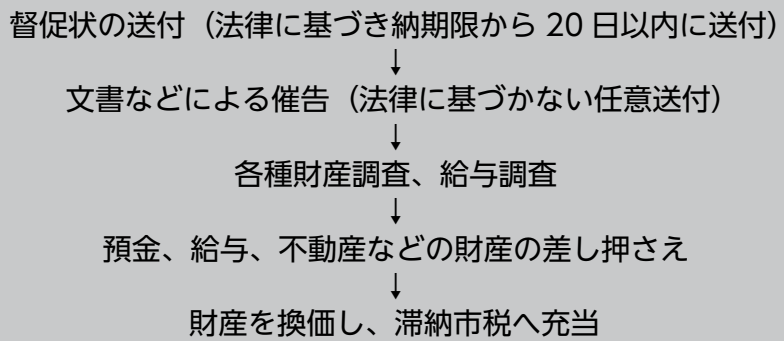 督促状の送付（法律に基づき納期限から 20 日以内に送付）
↓
文書などによる催告（法律に基づかない任意送付）
↓
各種財産調査、給与調査
↓
預金、給与、不動産などの財産の差し押さえ
↓
財産を換価し、滞納市税へ充当